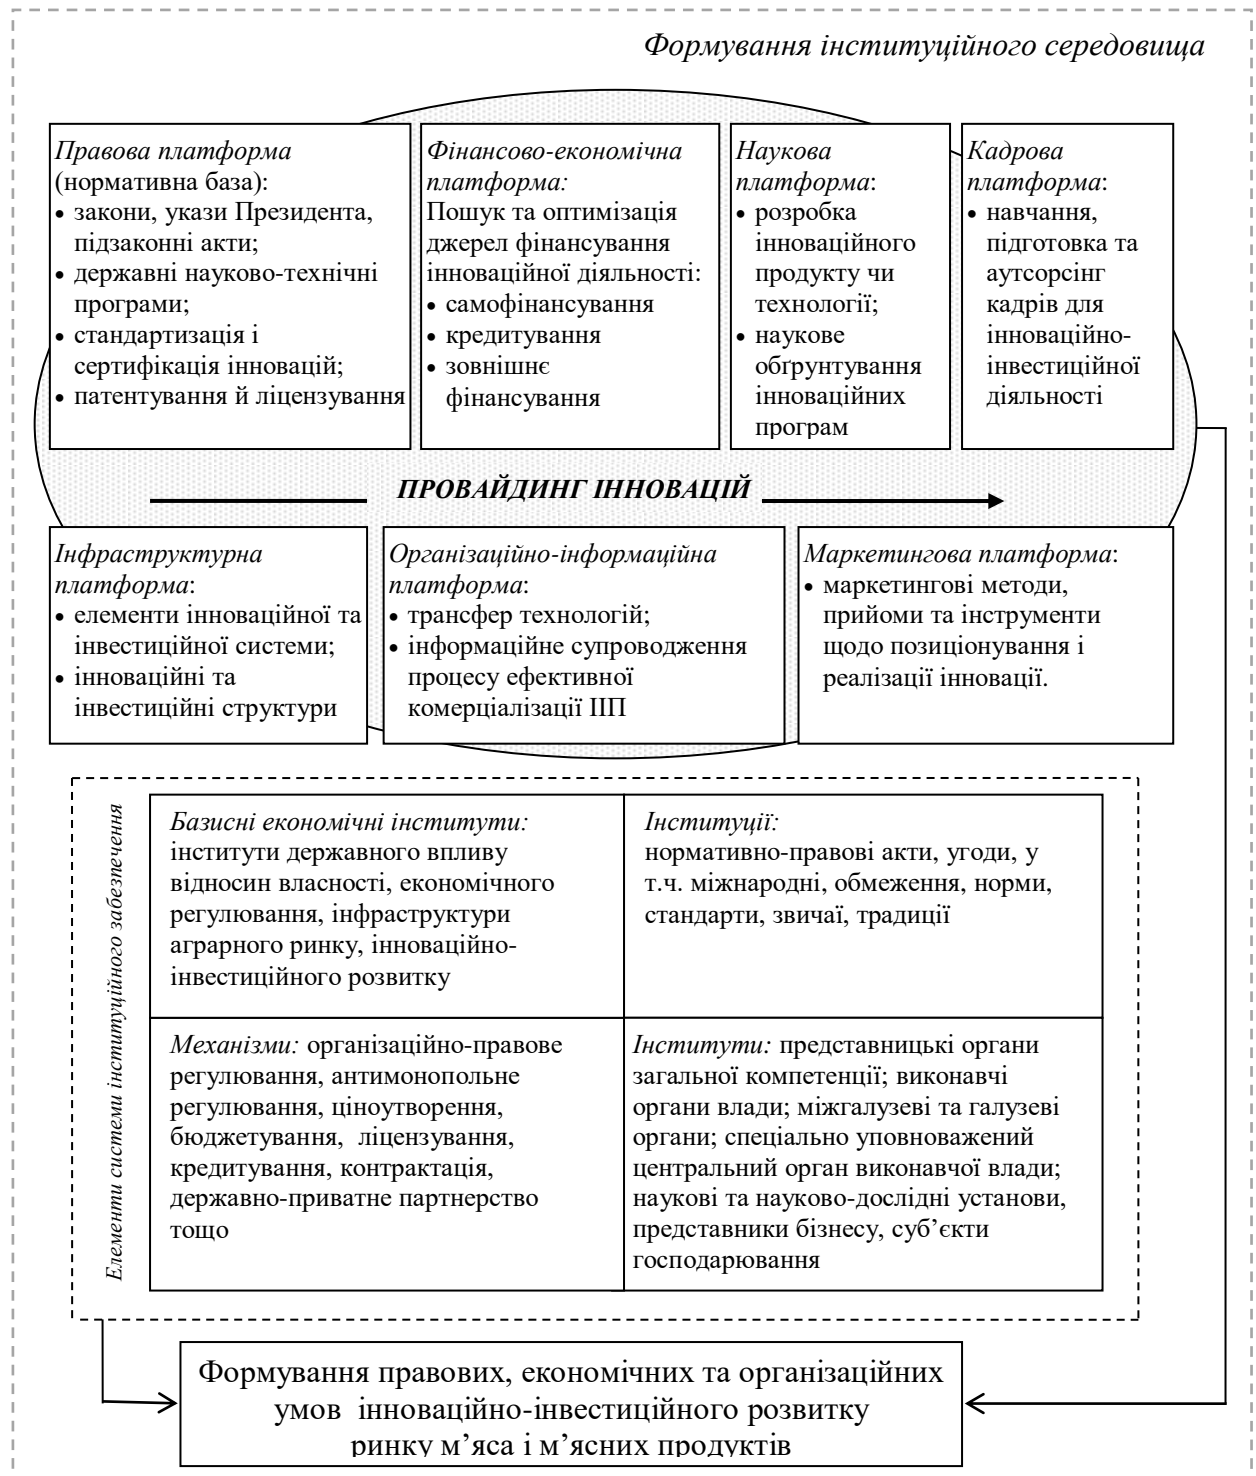 Формування інституційного середовища
Правова платформа
(нормативна база):
• закони, укази Президента,
підзаконні акти;
• державні науково-технічні
програми;
• стандартизація і
сертифікація інновацій;
• патентування й ліцензування
Фінансово-економічна
платформа:
Пошук та оптимізація
джерел фінансування
інноваційної діяльності:
• самофінансування
• кредитування
• зовнішнє
фінансування
Наукова
платформа:
• розробка
інноваційного
продукту чи
технології;
• наукове
обґрунтування
інноваційних
програм
Кадрова
платформа:
• навчання,
підготовка та
аутсорсінг
кадрів для
інноваційно-
інвестиційної
діяльності
ПРОВАЙДИНГ ІННОВАЦІЙ
Інфраструктурна
платформа:
• елементи інноваційної та
інвестиційної системи;
• інноваційні та
інвестиційні структури
Організаційно-інформаційна
платформа:
• трансфер технологій;
• інформаційне супроводження
процесу ефективної
комерціалізації ІІП
Маркетингова платформа:
• маркетингові методи,
прийоми та інструменти
щодо позиціонування і
реалізації інновації.
Елементи системи інституційного забезпечення
Базисні економічні інститути:
інститути державного впливу
відносин власності, економічного
регулювання, інфраструктури
аграрного ринку, інноваційно-
інвестиційного розвитку
Інституції:
нормативно-правові акти, угоди, у
т.ч. міжнародні, обмеження, норми,
стандарти, звичаї, традиції
Механізми: організаційно-правове
регулювання, антимонопольне
регулювання, ціноутворення,
бюджетування, ліцензування,
кредитування, контрактація,
державно-приватне партнерство
тощо
Інститути: представницькі органи
загальної компетенції; виконавчі
органи влади; міжгалузеві та галузеві
органи; спеціально уповноважений
центральний орган виконавчої влади;
наукові та науково-дослідні установи,
представники бізнесу, суб’єкти
господарювання
Формування правових, економічних та організаційних
умов інноваційно-інвестиційного розвитку
ринку м’яса і м’ясних продуктів